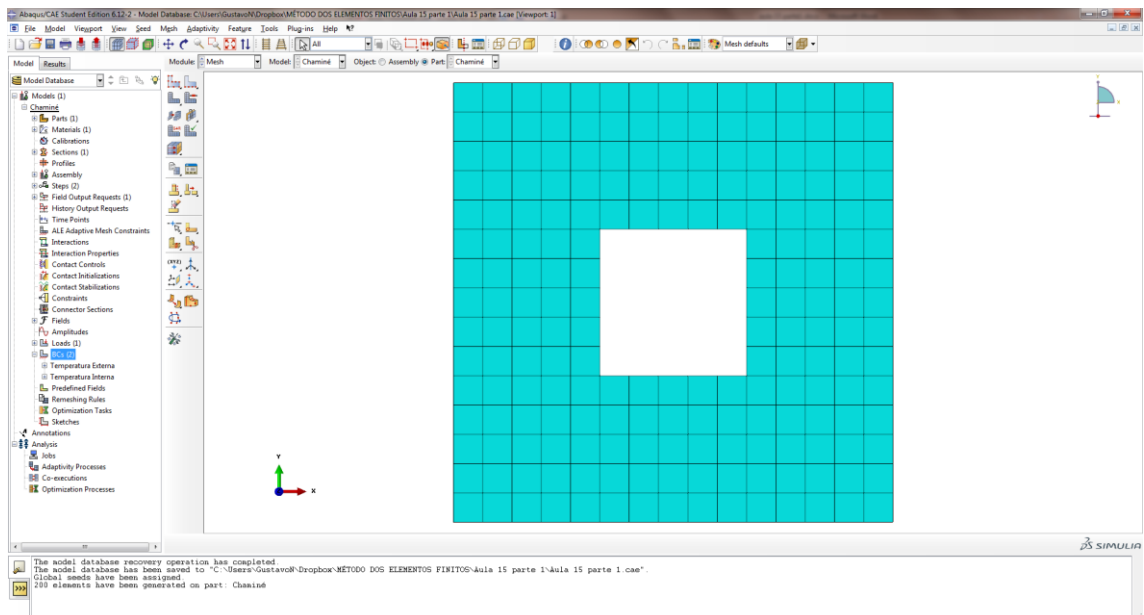 Abaqus/CAE Student Edition 6.12-2 - Model Database: C:\Users\GustavoN\Dropbox\MÉTODO DOS ELEMENTOS FINITOS\Aula 15 parte 1\Aula 15 parte 1.cae [Viewport: 1]
File Model Viewport View Seed Mesh Adaptivity Feature Tools Plug-ins Help
All
Mesh defaults
Model Results
Module: Mesh Model: Chaminé Object: Assembly Part: Chaminé
Model Database
Models (1)
Chaminé
Parts (1)
Materials (1)
Calibrations
Sections (1)
Profiles
Assembly
Steps (2)
Field Output Requests (1)
History Output Requests
Time Points
ALE Adaptive Mesh Constraints
Interactions
Interaction Properties
Contact Controls
Contact Initializations
Contact Stabilizations
Constraints
Connector Sections
Fields
Amplitudes
Loads (1)
BCs (2)
Temperatura Externa
Temperatura Interna
Predefined Fields
Remeshing Rules
Optimization Tasks
Sketches
Annotations
Analysis
Jobs
Adaptivity Processes
Co-executions
Optimization Processes
Y
X
SIMULIA
The model database recovery operation has completed.
The model database has been saved to "C:\Users\GustavoN\Dropbox\MÉTODO DOS ELEMENTOS FINITOS\Aula 15 parte 1\Aula 15 parte 1.cae".
Global seeds have been assigned.
200 elements have been generated on part: Chaminé